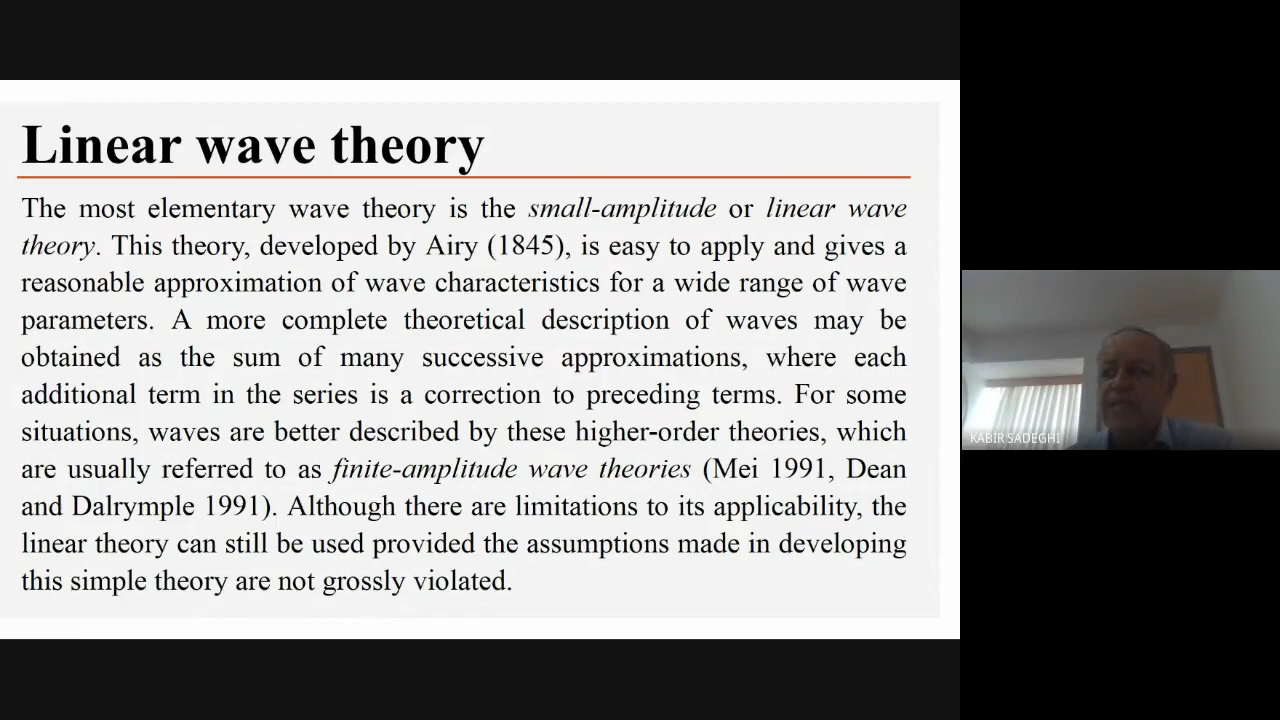 Linear wave theory
The most elementary wave theory is the small-amplitude or linear wave
theory. This theory, developed by Airy (1845), is easy to apply and gives a
reasonable approximation of wave characteristics for a wide range of wave
parameters. A more complete theoretical description of waves may be
obtained as the sum of many successive approximations, where each
additional term in the series is a correction to preceding terms. For some
situations, waves are better described by these higher-order theories, which
are usually referred to as finite-amplitude wave theories (Mei 1991, Dean
and Dalrymple 1991). Although there are limitations to its applicability, the
linear theory can still be used provided the assumptions made in developing
this simple theory are not grossly violated.
KABIR SADEGHI